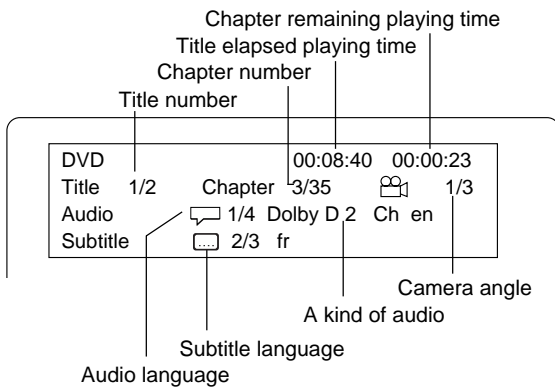 Chapter remaining playing time
Title elapsed playing time
Chapter number
Title number
DVD 00:08:40 00:00:23
Title 1/2 Chapter 3/35 1/3
Audio 1/4 Dolby D 2 Ch en
Subtitle 2/3 fr
Camera angle
A kind of audio
Subtitle language
Audio language